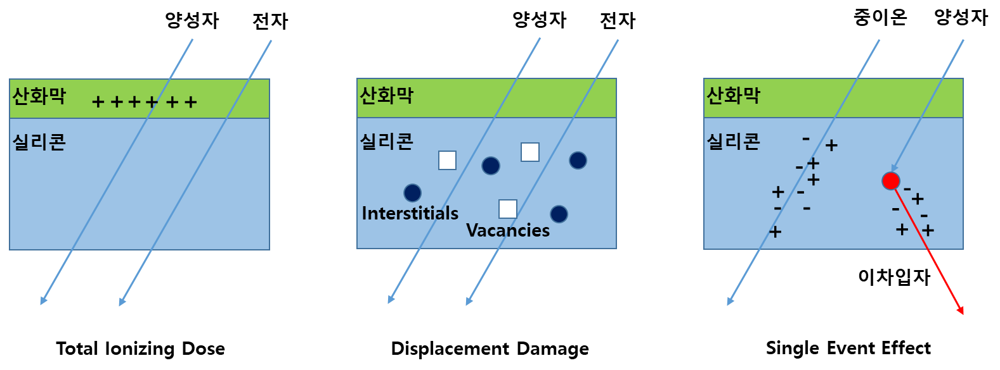 양성자 전자
산화막
++++ ++
실리콘
Total Ionizing Dose
양성자 전자
산화막
실리콘
Interstitials
Vacancies
Displacement Damage
중이온 양성자
산화막
실리콘
- +
- +
+
+ -
- -
+
-
+
-
-
+ +
이차입자
Single Event Effect